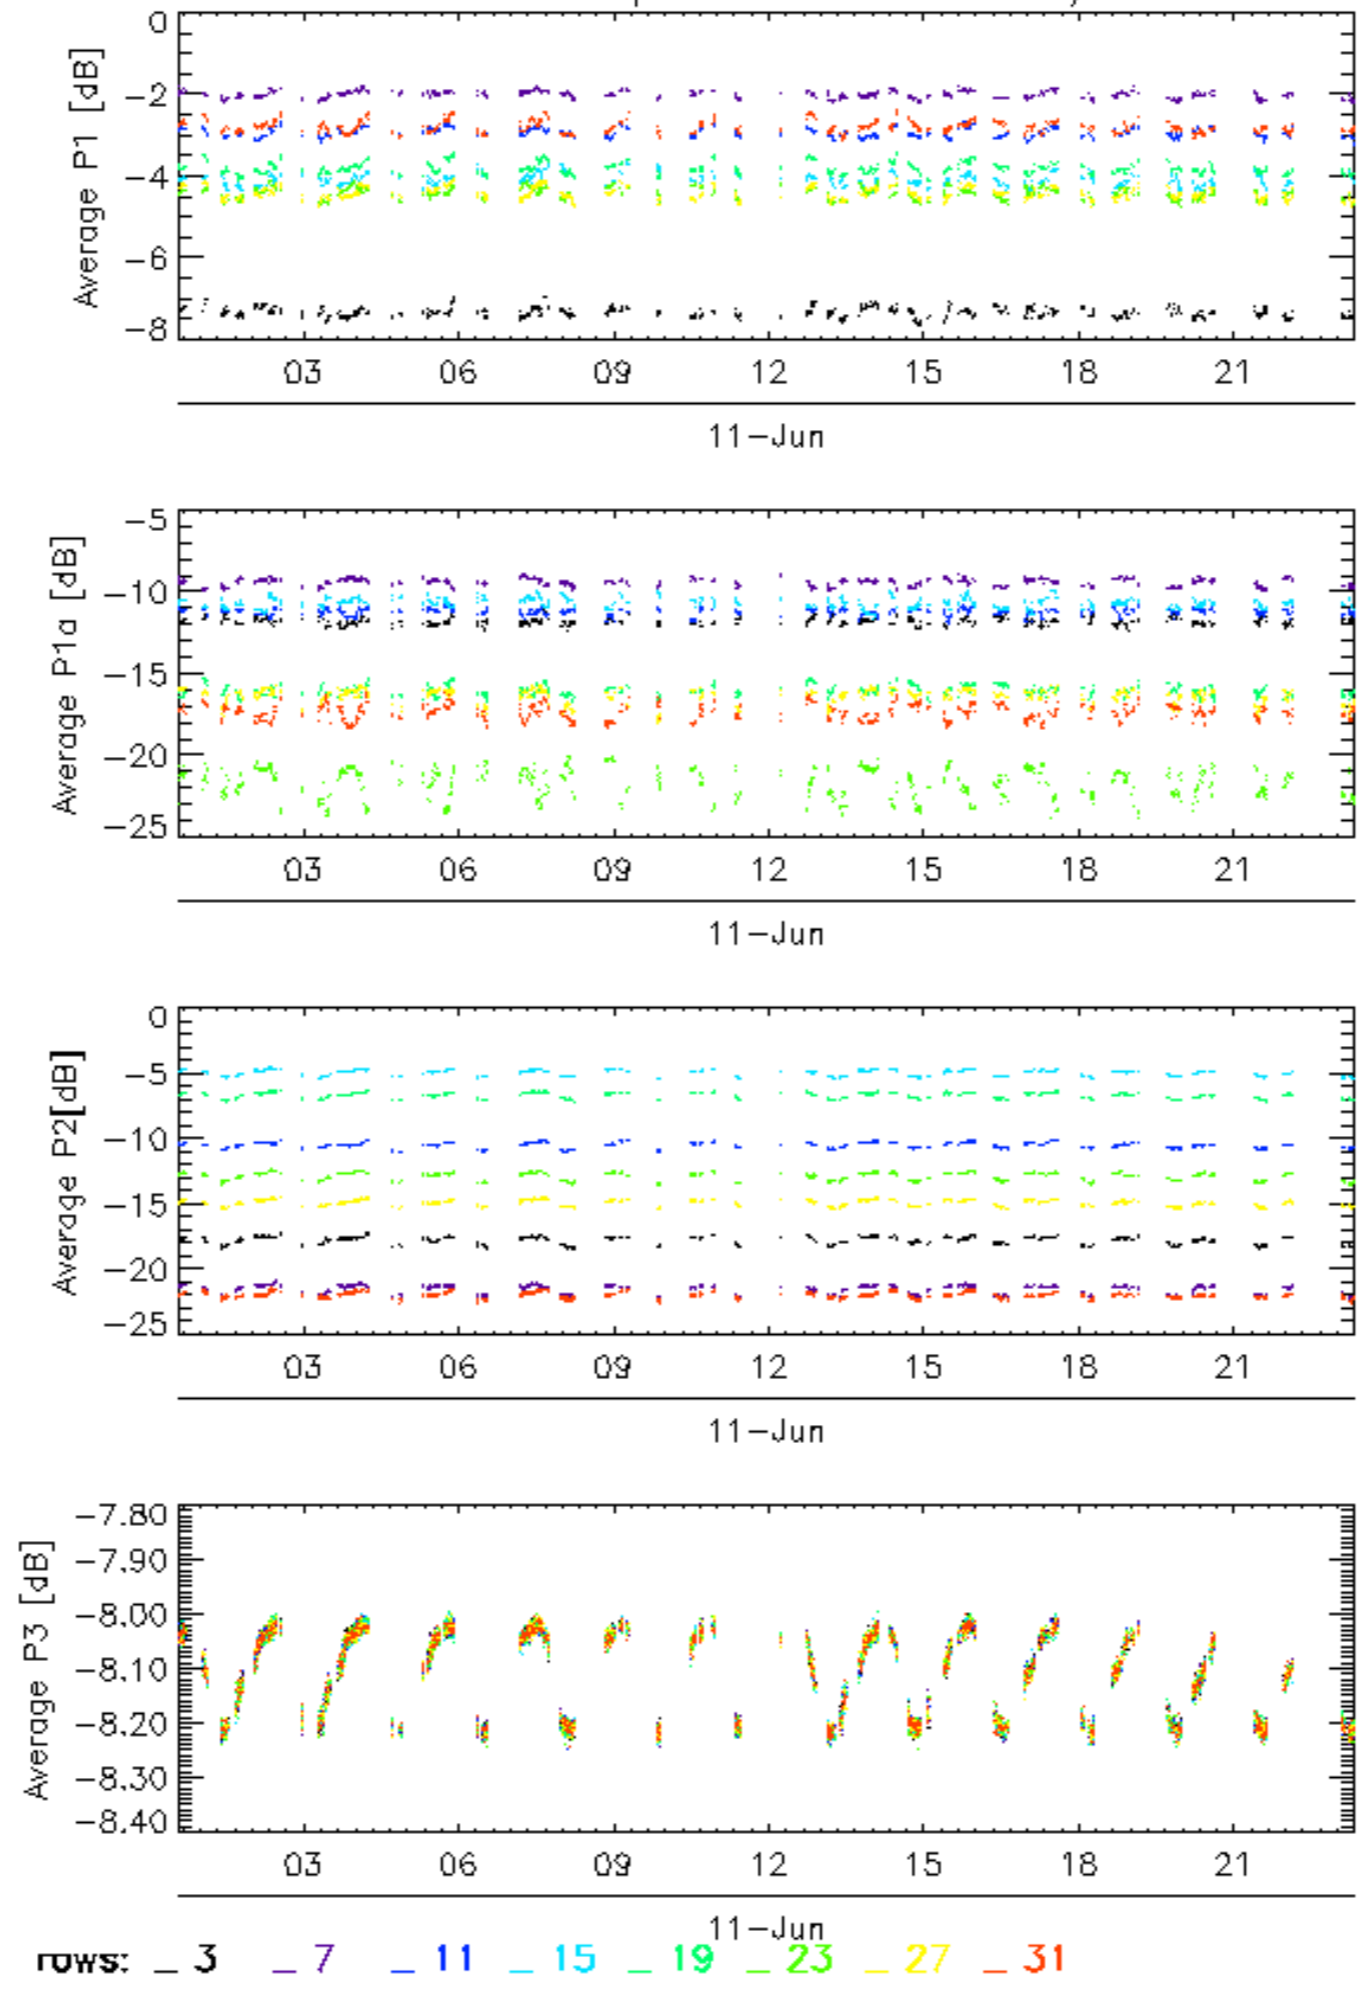 0
−2
−4
−6
−8
Average P1 [dB]
03 06 09 12 15 18 21
11−Jun
−5
−10
−15
−20
−25
Average P1a [dB]
03 06 09 12 15 18 21
11−Jun
0
−5
−10
−15
−20
−25
Average P2[dB]
03 06 09 12 15 18 21
11−Jun
−7.80
−7.90
−8.00
−8.10
−8.20
−8.30
−8.40
Average P3 [dB]
03 06 09 12 15 18 21
11−Jun
rows: _ 3 _ 7 _ 11 _ 15 _ 19 _ 23 _ 27 _ 31